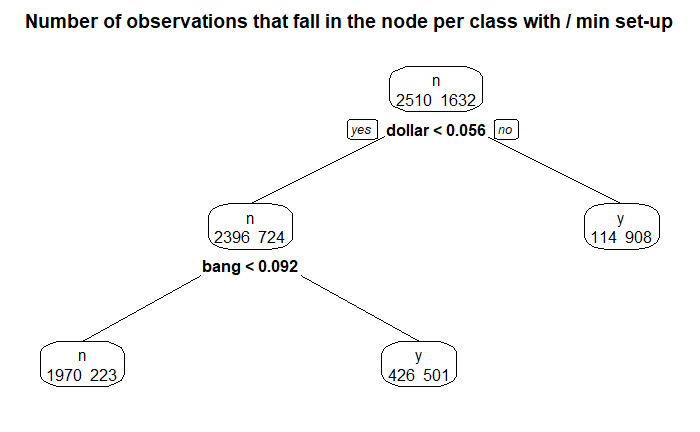 Number of observations that fall in the node per class with / min set-up
n
2510 1632
yes dollar < 0.056 no
n
2396 724
y
114 908
bang < 0.092
n
1970 223
y
426 501